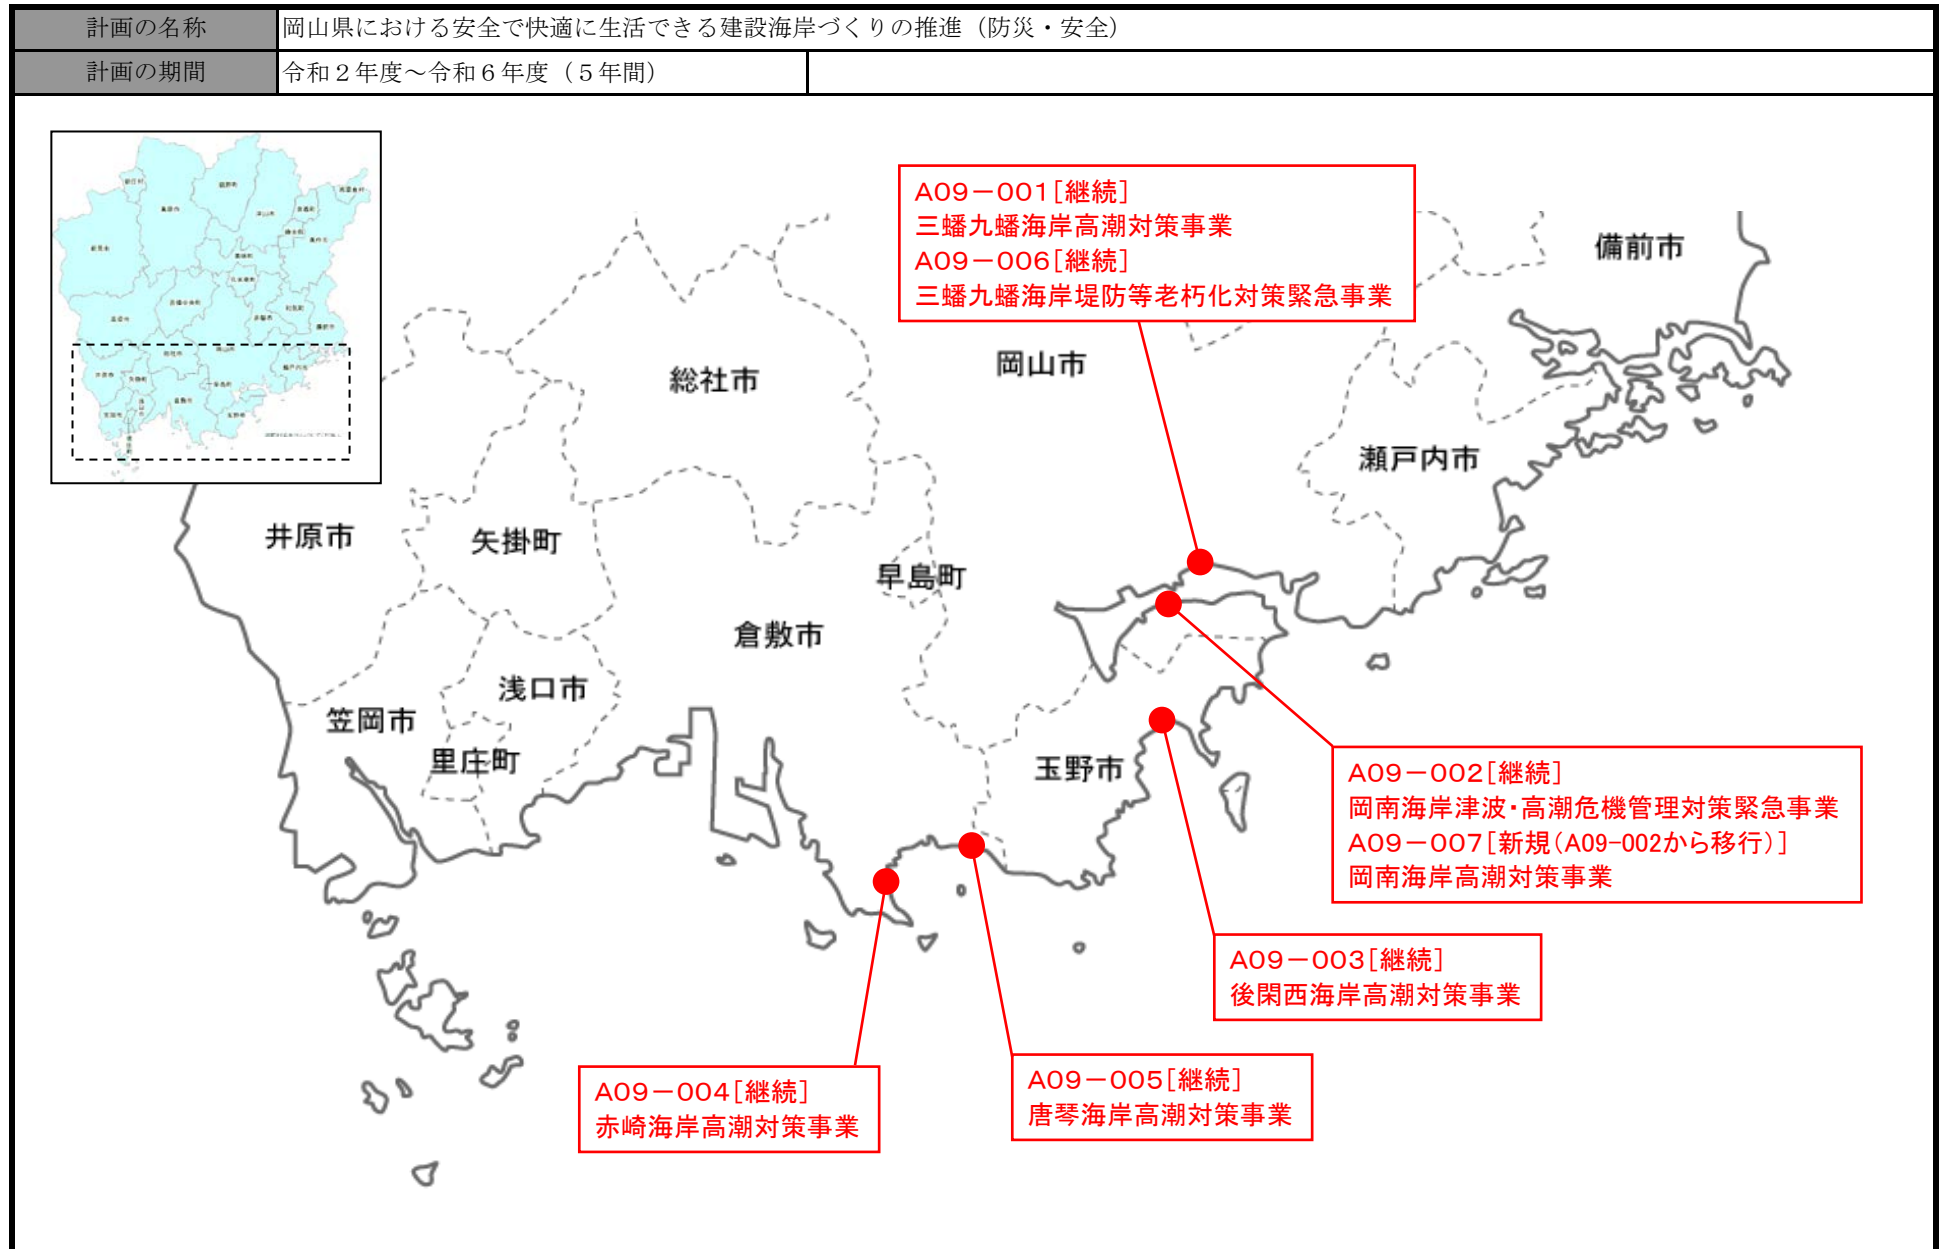 計画の名称
岡山県における安全で快適に生活できる建設海岸づくりの推進（防災・安全）
計画の期間
令和２年度～令和６年度（５年間）
A09－001[継続]
三蟠九蟠海岸高潮対策事業
A09－006[継続]
三蟠九蟠海岸堤防等老朽化対策緊急事業
備前市
岡山市
総社市
瀬戸内市
井原市
矢掛町
早島町
倉敷市
浅口市
笠岡市
里庄町
玉野市
A09－002[継続]
岡南海岸津波・高潮危機管理対策緊急事業
A09－007[新規（A09-002から移行）]
岡南海岸高潮対策事業
A09－003[継続]
後閑西海岸高潮対策事業
A09－005[継続]
唐琴海岸高潮対策事業
A09－004[継続]
赤崎海岸高潮対策事業